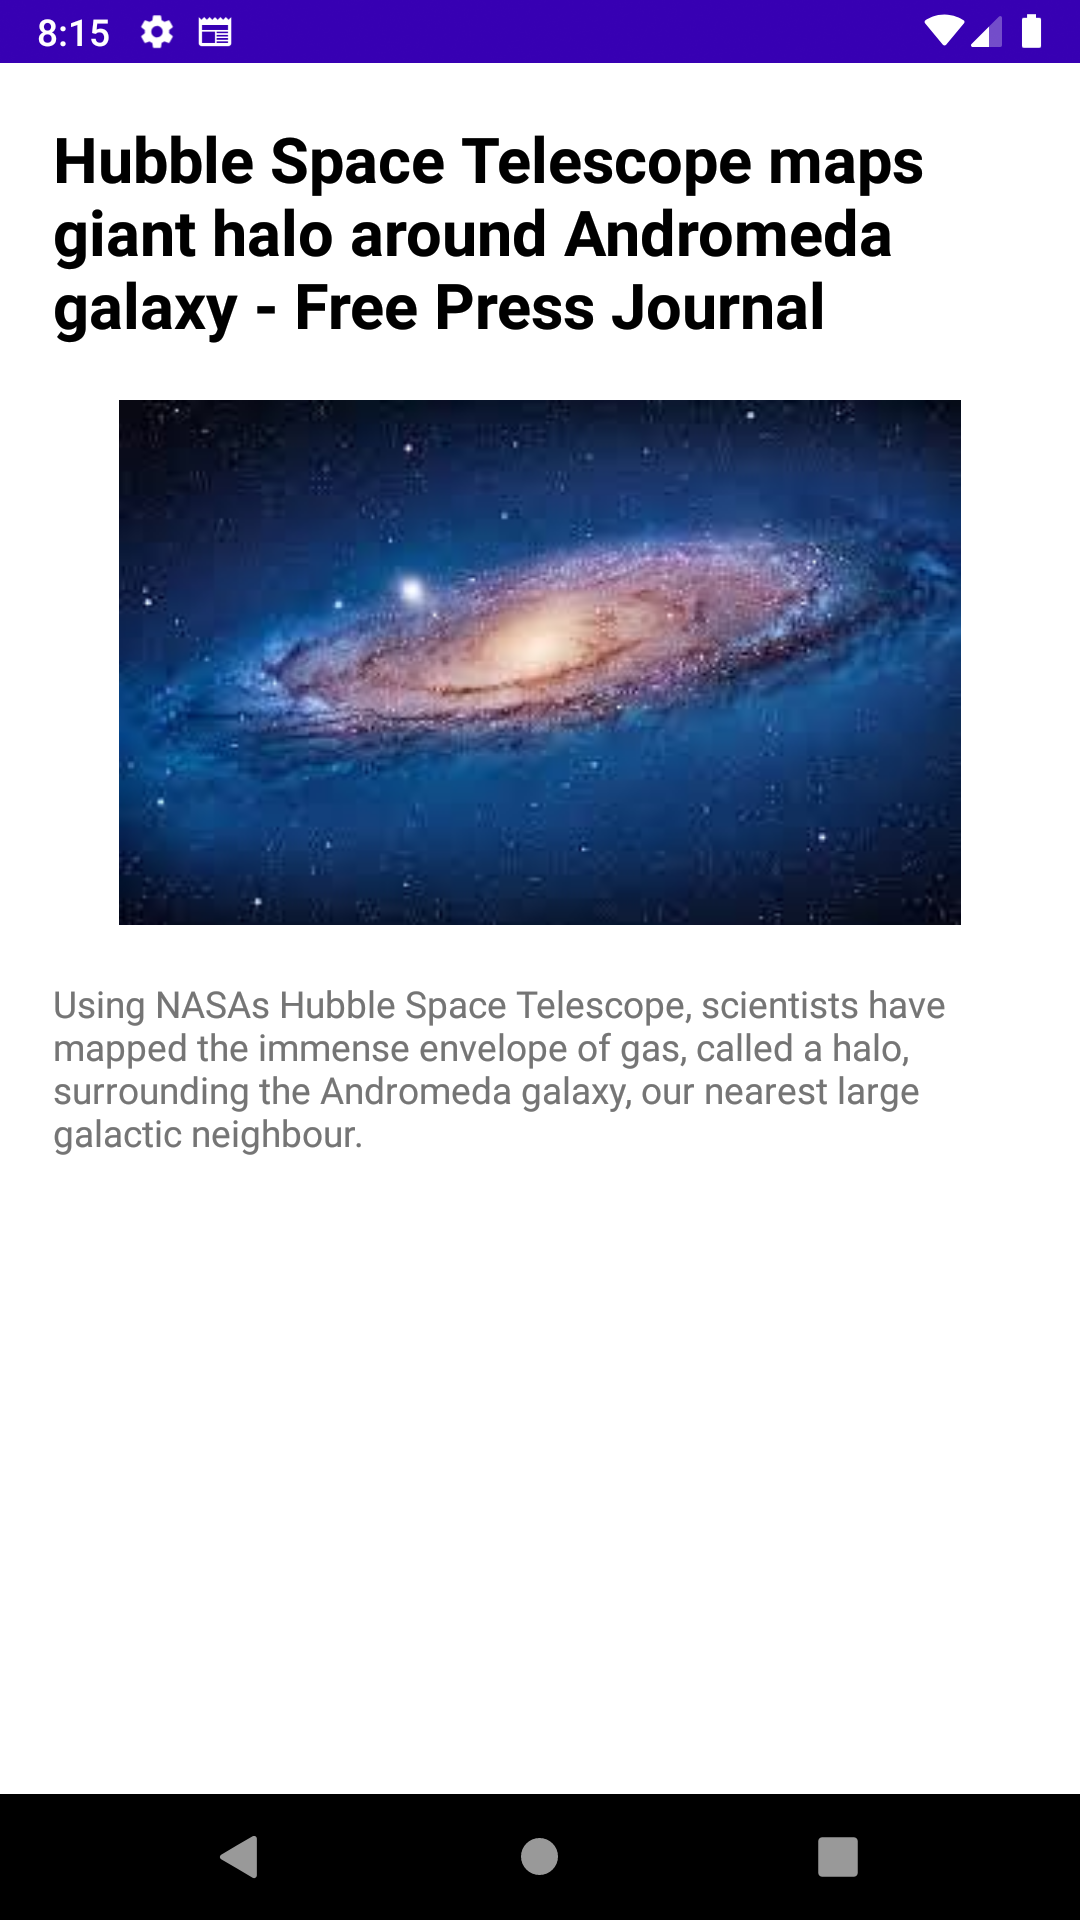 8:15
Hubble Space Telescope maps
giant halo around Andromeda
galaxy - Free Press Journal
Using NASAs Hubble Space Telescope, scientists have
mapped the immense envelope of gas, called a halo,
surrounding the Andromeda galaxy, our nearest large
galactic neighbour.